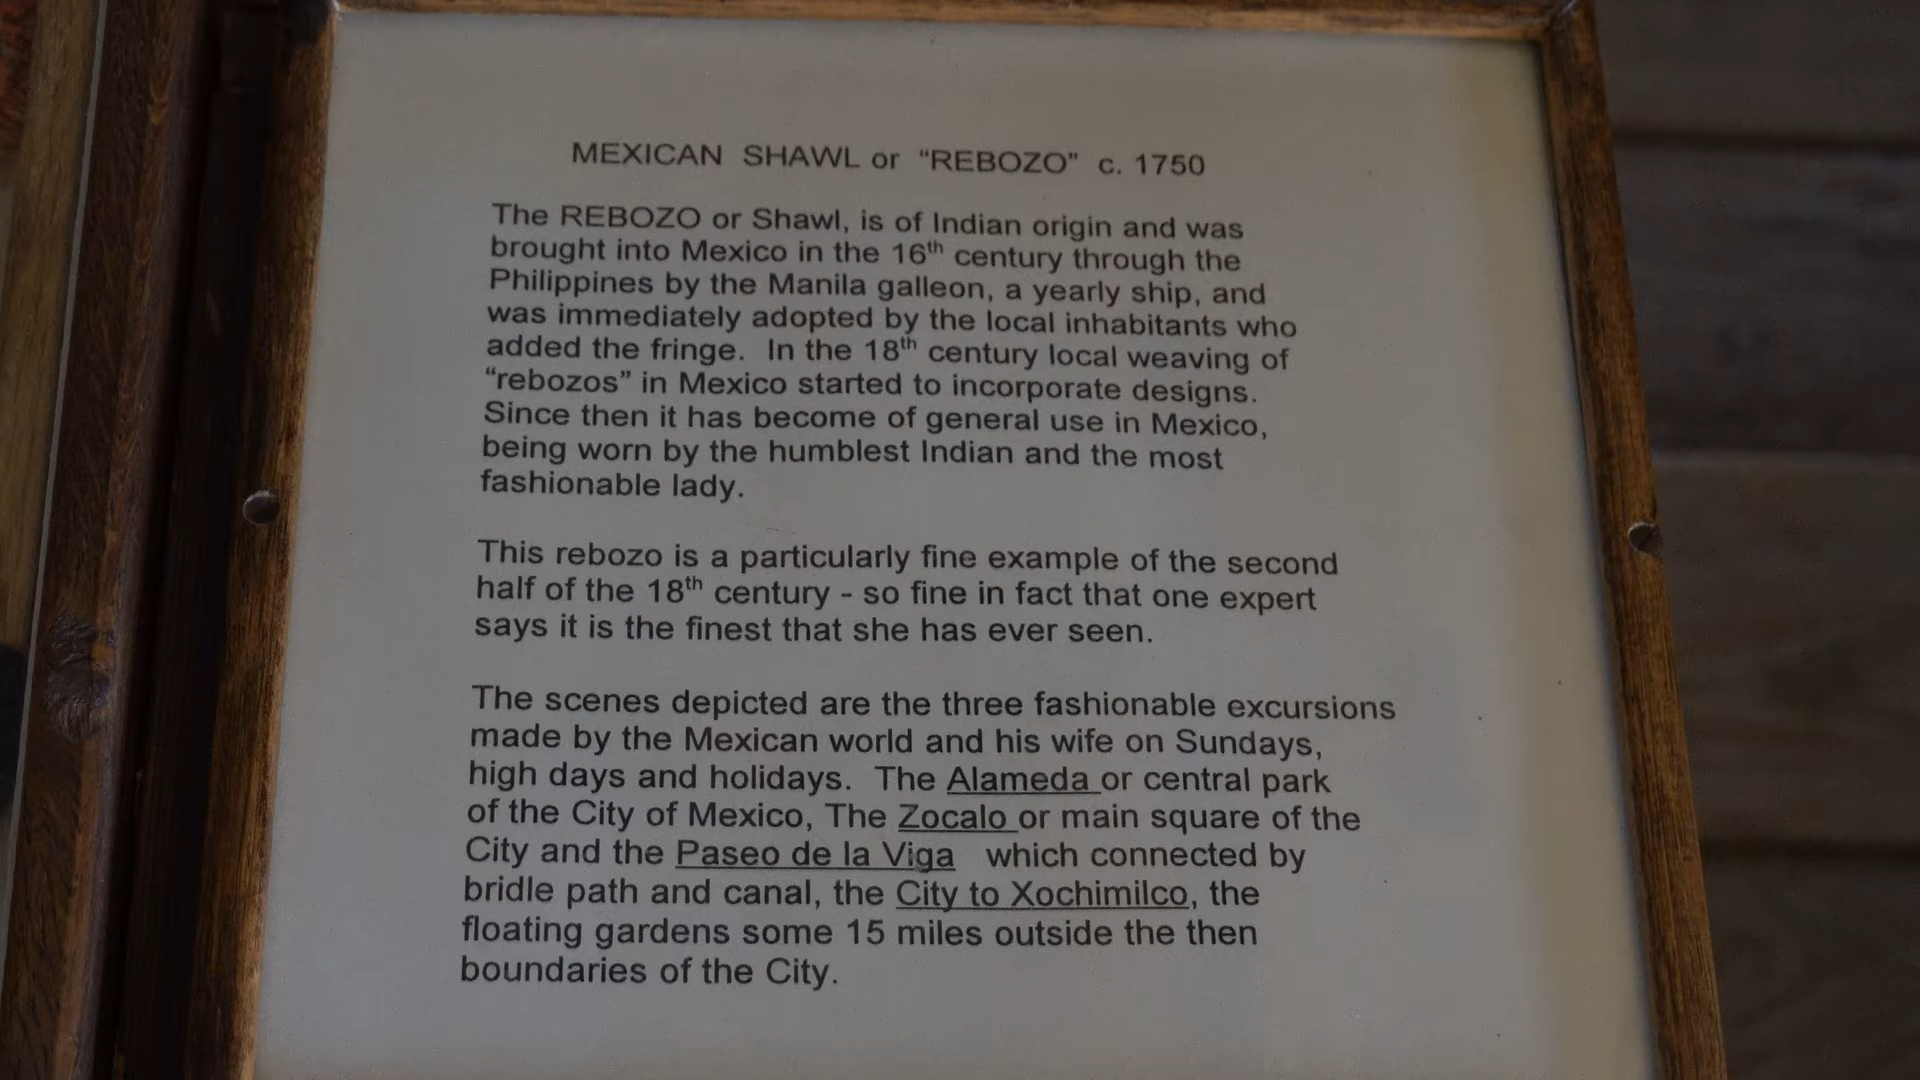 MEXICAN SHAWL or “REBOZO” c. 1750
The REBOZO or Shawl, is of Indian origin and was
brought into Mexico in the 16th century through the
Philippines by the Manila galleon, a yearly ship, and
was immediately adopted by the local inhabitants who
added the fringe. In the 18th century local weaving of
“rebozos” in Mexico started to incorporate designs.
Since then it has become of general use in Mexico,
being worn by the humblest Indian and the most
fashionable lady.
This rebozo is a particularly fine example of the second
half of the 18th century - so fine in fact that one expert
says it is the finest that she has ever seen.
The scenes depicted are the three fashionable excursions
made by the Mexican world and his wife on Sundays,
high days and holidays. The Alameda or central park
of the City of Mexico, The Zocalo or main square of the
City and the Paseo de la Viga which connected by
bridle path and canal, the City to Xochimilco, the
floating gardens some 15 miles outside the then
boundaries of the City.